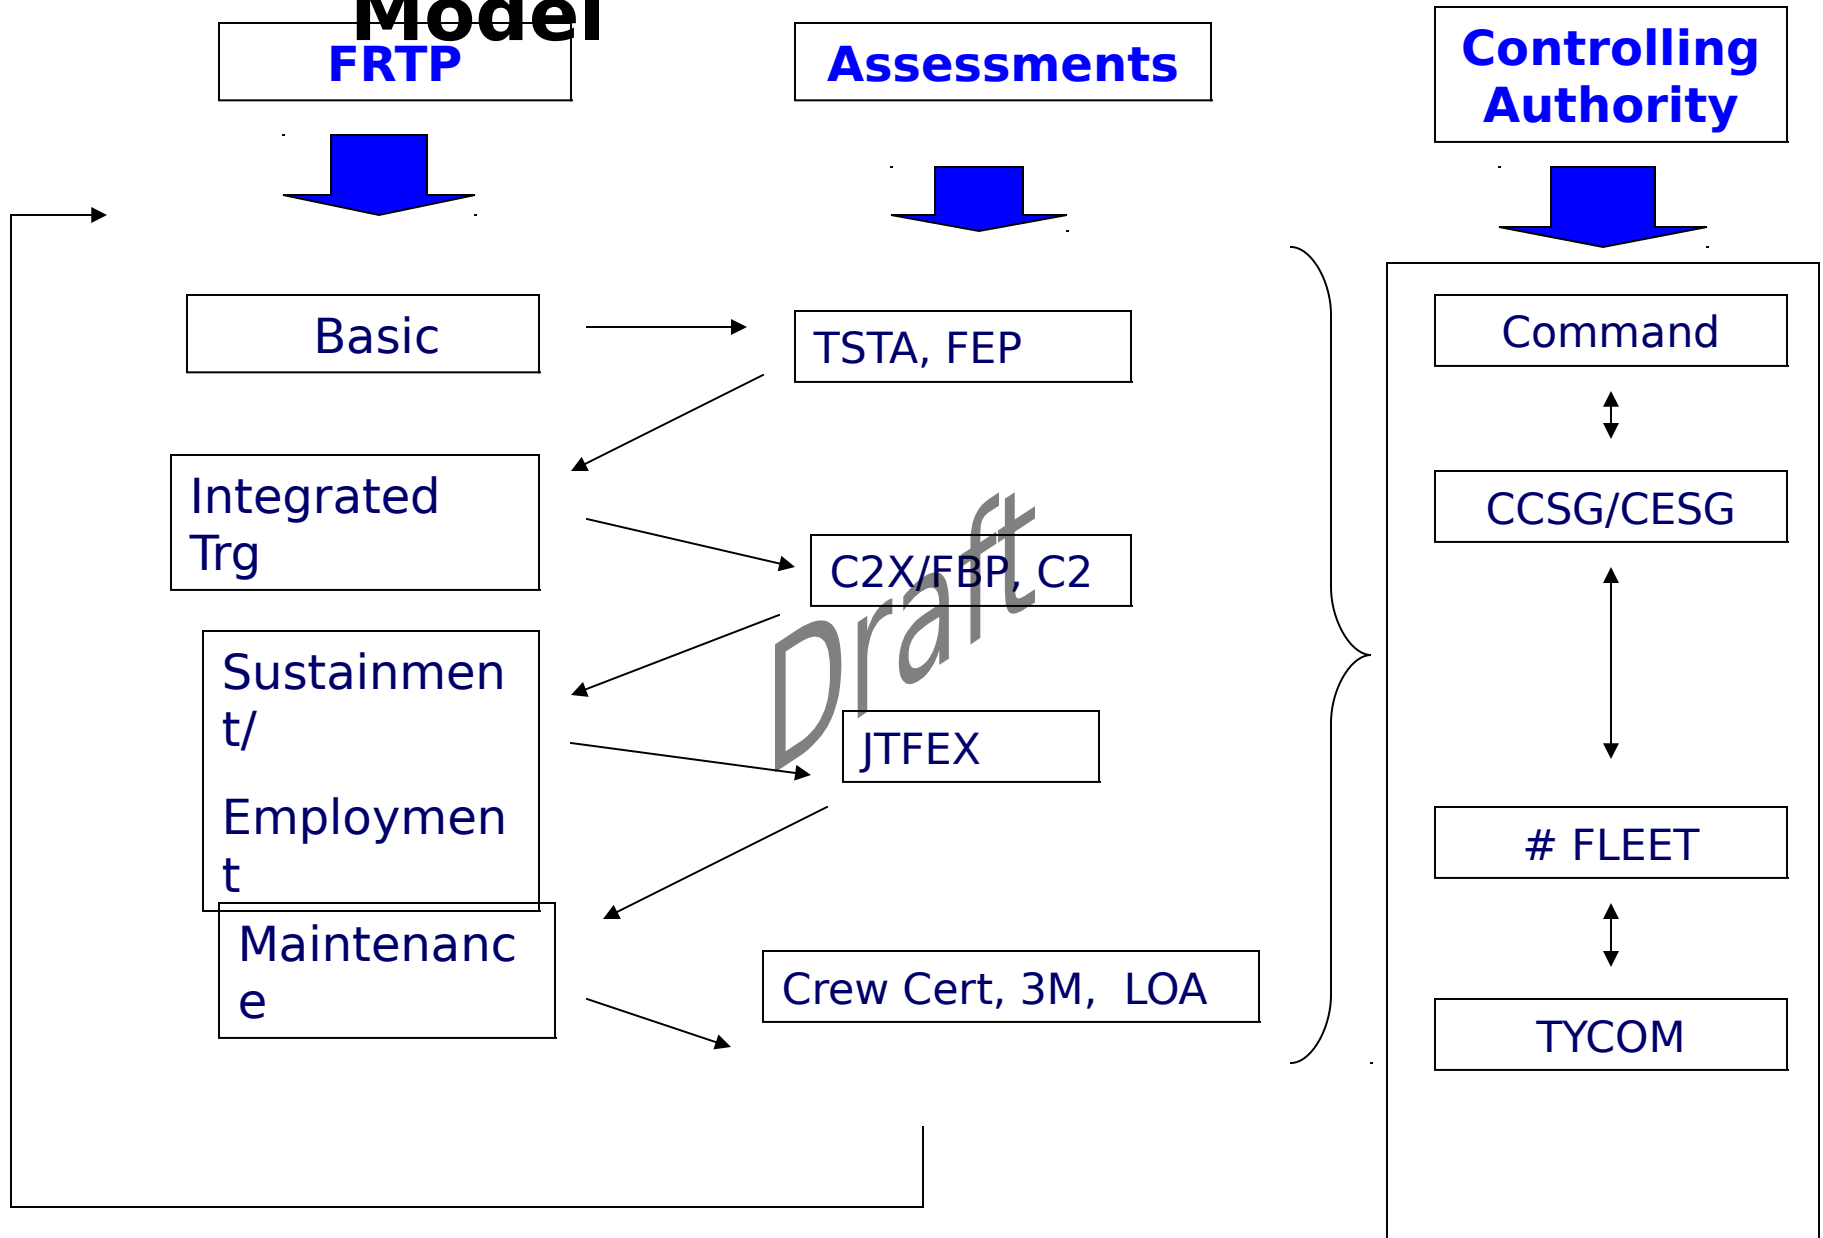 Model
FRTP
Assessments
Controlling
Authority
Basic
TSTA, FEP
Command
Integrated
Trg
CCSG/CESG
C2X/FBP, C2
Draft
Sustainmen
t/
Employmen
t
JTFEX
# FLEET
Maintenanc
e
Crew Cert, 3M,  LOA
TYCOM